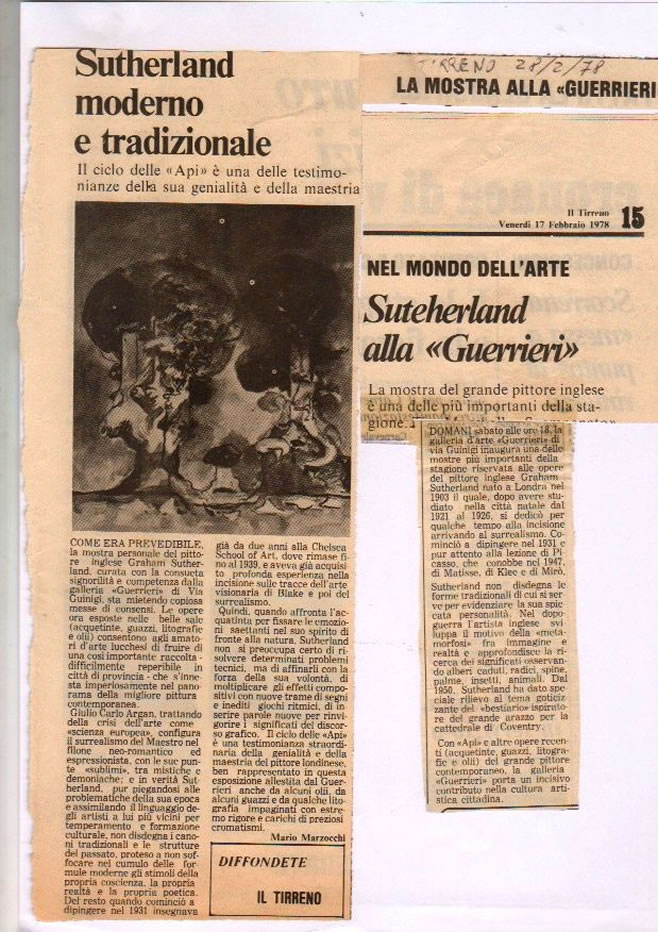 Sutherland
moderno
e tradizionale
Il ciclo delle «Api» è una delle testimo-
nianze della sua genialità e della maestria
COME ERA PREVEDIBILE,
la mostra personale del pitto-
re inglese Graham Suther-
land, curata con la consueta
signorilità e competenza dalla
galleria «Guerrieri» di Via
Guinigi, sta mietendo copiosa
messe di consensi. Le opere
ora esposte nelle belle sale
(acquetinte, guazzi, litografie
e olii) consentono agli amato-
ri d'arte lucchesi di fruire di
una così importante raccolta -
difficilmente reperibile in
città di provincia - che s'inne-
sta imperiosamente nel pano-
rama della migliore pittura
contemporanea.
Giulio Carlo Argan, trattando
della crisi dell'arte come
«scienza europea», configura
il surrealismo del Maestro nel
filone neo-romantico ed
espressionista, con le sue pun-
te «sublimi», tra mistiche e
demoniache; e in verità Sut-
herland, pur piegandosi alle
problematiche della sua epoca
e assimilando il linguaggio de-
gli artisti a lui più vicini per
temperamento e formazione
culturale, non disdegna i cano-
ni tradizionali e le strutture
del passato, proteso a non sof-
focare nel cumulo delle for-
mule moderne gli stimoli della
propria coscienza, la propria
realtà e la propria poetica.
Del resto quando cominciò a
dipingere nel 1931 insegnava
già da due anni alla Chelsea
School of Art, dove rimase fi-
no al 1939, e aveva già acquisi-
to profonda esperienza nella
incisione sulle tracce dell'arte
visionaria di Blake e poi del
surrealismo.
Quindi, quando affronta l'ac-
quatinta per fissare le emozio-
ni saettanti nel suo spirito di
fronte alla natura, Sutherland
non si preoccupa certo di ri-
solvere determinati problemi
tecnici, ma di affinarli con la
forza della sua volontà, di
moltiplicare gli effetti compo-
sitivi con nuove trame di segni
e inediti giochi ritmici, di in-
serire parole nuove per rinvi-
gorire i significati del discor-
so grafico. Il ciclo delle «Api»
è una testimonianza straordi-
naria della genialità e della
maestria del pittore londinese,
ben rappresentato in questa
esposizione allestita dal Guer-
rieri anche da alcuni olii, da
alcuni guazzi e da qualche lito-
grafia impaginati con estre-
mo rigore e carichi di preziosi
cromatismi.
Mario Marzocchi
DIFFONDETE
IL TIRRENO
TIRRENO 28/2/78
LA MOSTRA ALLA «GUERRIERI
Il Tirreno
Venerdì 17 Febbraio 1978 15
NEL MONDO DELL'ARTE
Suteherland
alla «Guerrieri»
La mostra del grande pittore inglese
è una delle più importanti della sta-
gione.
DOMANI sabato alle ore 18, la
galleria d'arte «Guerrieri» di
via Guinigi inaugura una delle
mostre più importanti della
stagione riservata alle opere
del pittore inglese Graham
Sutherland nato a Londra nel
1903 il quale, dopo avere stu-
diato nella città natale dal
1921 al 1926, si dedicò per
qualche tempo alla incisione
arrivando al surrealismo. Co-
minciò a dipingere nel 1931 e
pur attento alla lezione di Pi-
casso, che conobbe nel 1947,
di Matisse, di Klee e di Mirò,
Sutherland non disdegna le
forme tradizionali di cui si ser-
ve per evidenziare la sua spic-
cata personalità. Nel dopo-
guerra l'artista inglese svi-
luppa il motivo della «meta-
morfosi» fra immagine e
realtà e approfondisce la ri-
cerca dei significati osservan-
do alberi caduti, radici, spine,
palme, insetti, animali. Dal
1950, Sutherland ha dato spe-
ciale rilievo al tema goticiz-
zante del «bestiario» ispirato-
re del grande arazzo per la
cattedrale di Coventry.
Con «Api» e altre opere recen-
ti (acquetinte, guazzi, litogra-
fie e olii) del grande pittore
contemporaneo, la galleria
«Guerrieri» porta un incisivo
contributo nella cultura arti-
stica cittadina.